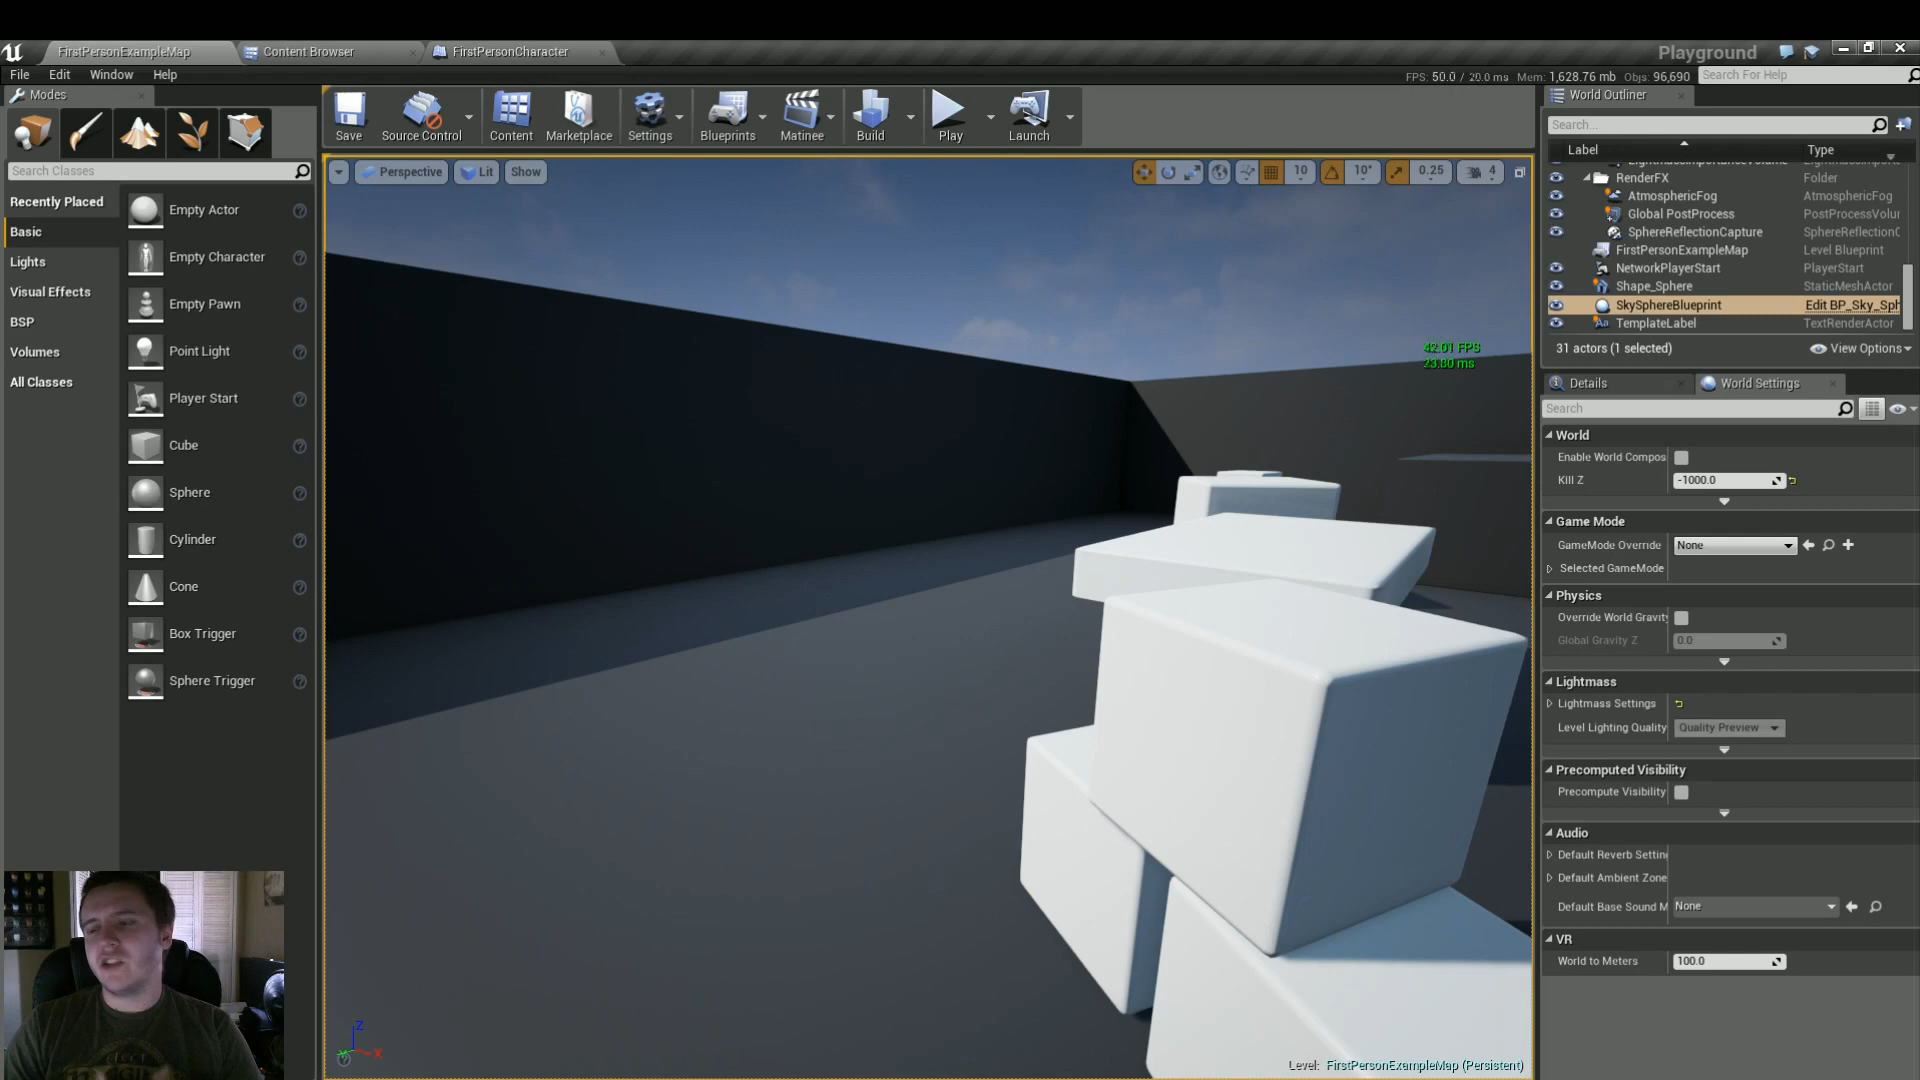 FirstPersonExampleMap
Content Browser
FirstPersonCharacter
Playground
File Edit Window Help
FPS: 50.0 / 20.0 ms Mem: 1,628.76 mb Objs: 96,690
Search For Help
Modes
Search Classes
Recently Placed
Basic
Lights
Visual Effects
BSP
Volumes
All Classes
Empty Actor
Empty Character
Empty Pawn
Point Light
Player Start
Cube
Sphere
Cylinder
Cone
Box Trigger
Sphere Trigger
Save
Source Control
Content
Marketplace
Settings
Blueprints
Matinee
Build
Play
Launch
Perspective
Lit
Show
10
10°
0.25
4
42.01 FPS
23.80 ms
Z
X
Level: FirstPersonExampleMap (Persistent)
World Outliner
Search...
Label Type
RenderFX Folder
AtmosphericFog AtmosphericFog
Global PostProcess PostProcessVolu
SphereReflectionCapture SphereReflectionC
FirstPersonExampleMap Level Blueprint
NetworkPlayerStart PlayerStart
Shape_Sphere StaticMeshActor
SkySphereBlueprint Edit BP_Sky_Sph
TemplateLabel TextRenderActor
31 actors (1 selected)
View Options
Details
World Settings
Search
World
Enable World Compos
Kill Z -1000.0
Game Mode
GameMode Override None
Selected GameMode
Physics
Override World Gravit
Global Gravity Z 0.0
Lightmass
Lightmass Settings
Level Lighting Quality Quality Preview
Precomputed Visibility
Precompute Visibility
Audio
Default Reverb Settin
Default Ambient Zone
Default Base Sound M None
VR
World to Meters 100.0